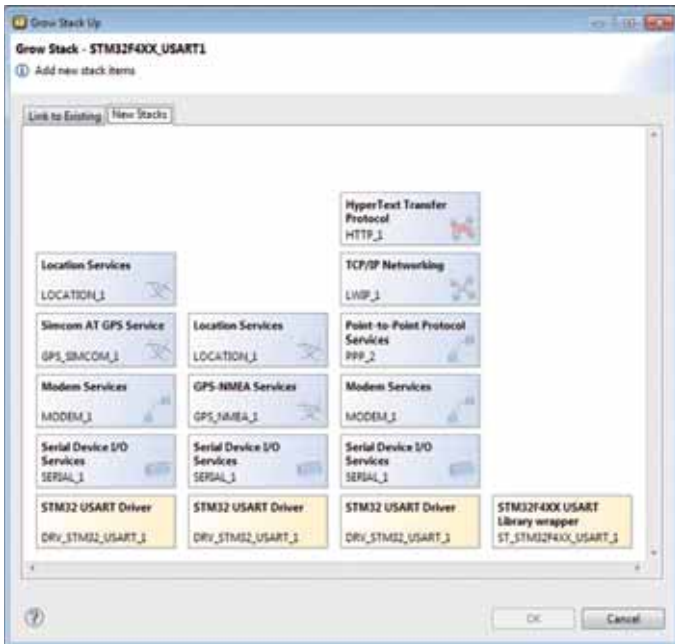 Grow Stack Up
Grow Stack - STM32F4XX_USART1
Add new stack items
Link to Existing
New Stacks
HyperText Transfer
Protocol
HTTP_1
Location Services
LOCATION_1
TCP/IP Networking
LWIP_1
Simcom AT GPS Service
GPS_SIMCOM_1
Location Services
LOCATION_1
Point-to-Point Protocol
Services
PPP_2
Modem Services
MODEM_1
GPS-NMEA Services
GPS_NMEA_1
Modem Services
MODEM_1
Serial Device I/O
Services
SERIAL_1
Serial Device I/O
Services
SERIAL_1
Serial Device I/O
Services
SERIAL_1
STM32 USART Driver
DRV_STM32_USART_1
STM32 USART Driver
DRV_STM32_USART_1
STM32 USART Driver
DRV_STM32_USART_1
STM32F4XX USART
Library wrapper
ST_STM32F4XX_USART_1
OK
Cancel